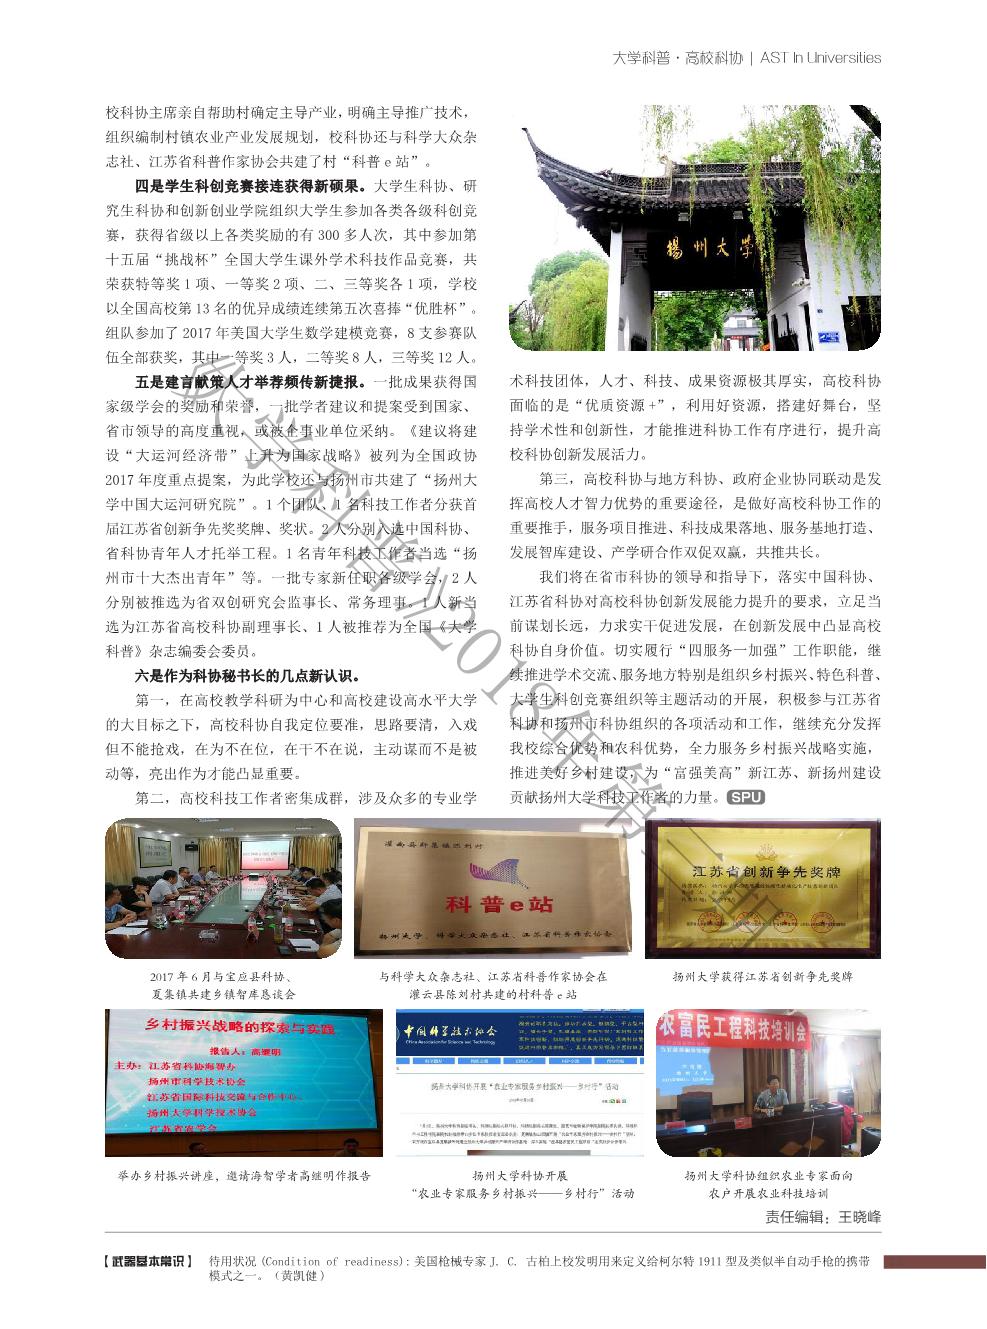 大学科普·高校科协 | AST In Universities
校科协主席亲自帮助村确定主导产业，明确主导推广技术，
组织编制村镇农业产业发展规划，校科协还与科学大众杂
志社、江苏省科普作家协会共建了村“科普 e 站”。
四是学生科创竞赛接连获得新硕果。大学生科协、研
究生科协和创新创业学院组织大学生参加各类各级科创竞
赛，获得省级以上各类奖励的有 300 多人次，其中参加第
十五届“挑战杯”全国大学生课外学术科技作品竞赛，共
荣获特等奖 1 项、一等奖 2 项、二、三等奖各 1 项，学校
以全国高校第 13 名的优异成绩连续第五次喜捧“优胜杯”。
组队参加了 2017 年美国大学生数学建模竞赛，8 支参赛队
伍全部获奖，其中一等奖 3 人，二等奖 8 人，三等奖 12 人。
五是建言献策人才举荐频传新捷报。一批成果获得国
家级学会的奖励和荣誉，一批学者建议和提案受到国家、
省市领导的高度重视，或被企事业单位采纳。《建议将建
设“大运河经济带”上升为国家战略》被列为全国政协
2017 年度重点提案，为此学校还与扬州市共建了“扬州大
学中国大运河研究院”。1 个团队、1 名科技工作者分获首
届江苏省创新争先奖奖牌、奖状。2 人分别入选中国科协、
省科协青年人才托举工程。1 名青年科技工作者当选“扬
州市十大杰出青年”等。一批专家新任职各级学会，2 人
分别被推选为省双创研究会监事长、常务理事。1 人新当
选为江苏省高校科协副理事长、1 人被推荐为全国《大学
科普》杂志编委会委员。
六是作为科协秘书长的几点新认识。
第一，在高校教学科研为中心和高校建设高水平大学
的大目标之下，高校科协自我定位要准，思路要清，入戏
但不能抢戏，在为不在位，在干不在说，主动谋而不是被
动等，亮出作为才能凸显重要。
第二，高校科技工作者密集成群，涉及众多的专业学
揚州大学
术科技团体，人才、科技、成果资源极其厚实，高校科协
面临的是“优质资源 +”，利用好资源，搭建好舞台，坚
持学术性和创新性，才能推进科协工作有序进行，提升高
校科协创新发展活力。
第三，高校科协与地方科协、政府企业协同联动是发
挥高校人才智力优势的重要途径，是做好高校科协工作的
重要推手，服务项目推进、科技成果落地、服务基地打造、
发展智库建设、产学研合作双促双赢，共推共长。
我们将在省市科协的领导和指导下，落实中国科协、
江苏省科协对高校科协创新发展能力提升的要求，立足当
前谋划长远，力求实干促进发展，在创新发展中凸显高校
科协自身价值。切实履行“四服务一加强”工作职能，继
续推进学术交流、服务地方特别是组织乡村振兴、特色科普、
大学生科创竞赛组织等主题活动的开展，积极参与江苏省
科协和扬州市科协组织的各项活动和工作，继续充分发挥
我校综合优势和农科优势，全力服务乡村振兴战略实施，
推进美好乡村建设，为“富强美高”新江苏、新扬州建设
贡献扬州大学科技工作者的力量。 SPU
《大学科普》2018年第二期
科普e站
扬州大学、科学大众杂志社、江苏省科普作家协会
江苏省创新争先奖牌
2017 年 6 月与宝应县科协、
夏集镇共建乡镇智库恳谈会
与科学大众杂志社、江苏省科普作家协会在
灌云县陈刘村共建的村科普 e 站
扬州大学获得江苏省创新争先奖牌
乡村振兴战略的探索与实践
报告人：高继明
主办：江苏省科协海智办
扬州市科学技术协会
江苏省国际科技交流与合作中心
扬州大学科学技术协会
江苏省农学会
中国科学技术协会
China Association for Science and Technology
扬州大学科协开展“农业专家服务乡村振兴——乡村行”活动
农富民工程科技培训会
举办乡村振兴讲座，邀请海智学者高继明作报告
扬州大学科协开展
“农业专家服务乡村振兴——乡村行”活动
扬州大学科协组织农业专家面向
农户开展农业科技培训
责任编辑：王晓峰
【武器基本常识】 待用状况 (Condition of readiness)：美国枪械专家 J. C. 古柏上校发明用来定义给柯尔特 1911 型及类似半自动手枪的携带
模式之一。（黄凯健）